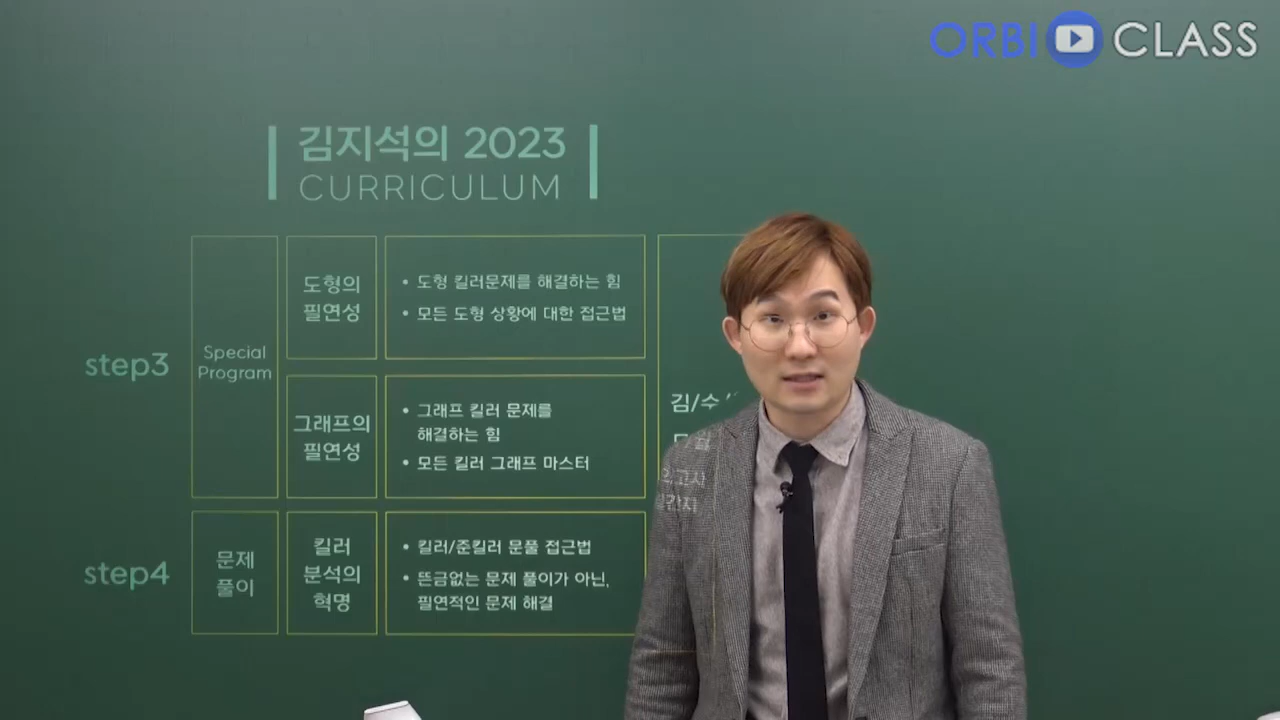 ORBI CLASS
김지석의 2023
CURRICULUM
step3
Special
Program
도형의
필연성
• 도형 킬러문제를 해결하는 힘
• 모든 도형 상황에 대한 접근법
그래프의
필연성
• 그래프 킬러 문제를
해결하는 힘
• 모든 킬러 그래프 마스터
step4
문제
풀이
킬러
분석의
혁명
• 킬러/준킬러 문풀 접근법
• 뜬금없는 문제 풀이가 아닌,
필연적인 문제 해결
김/수